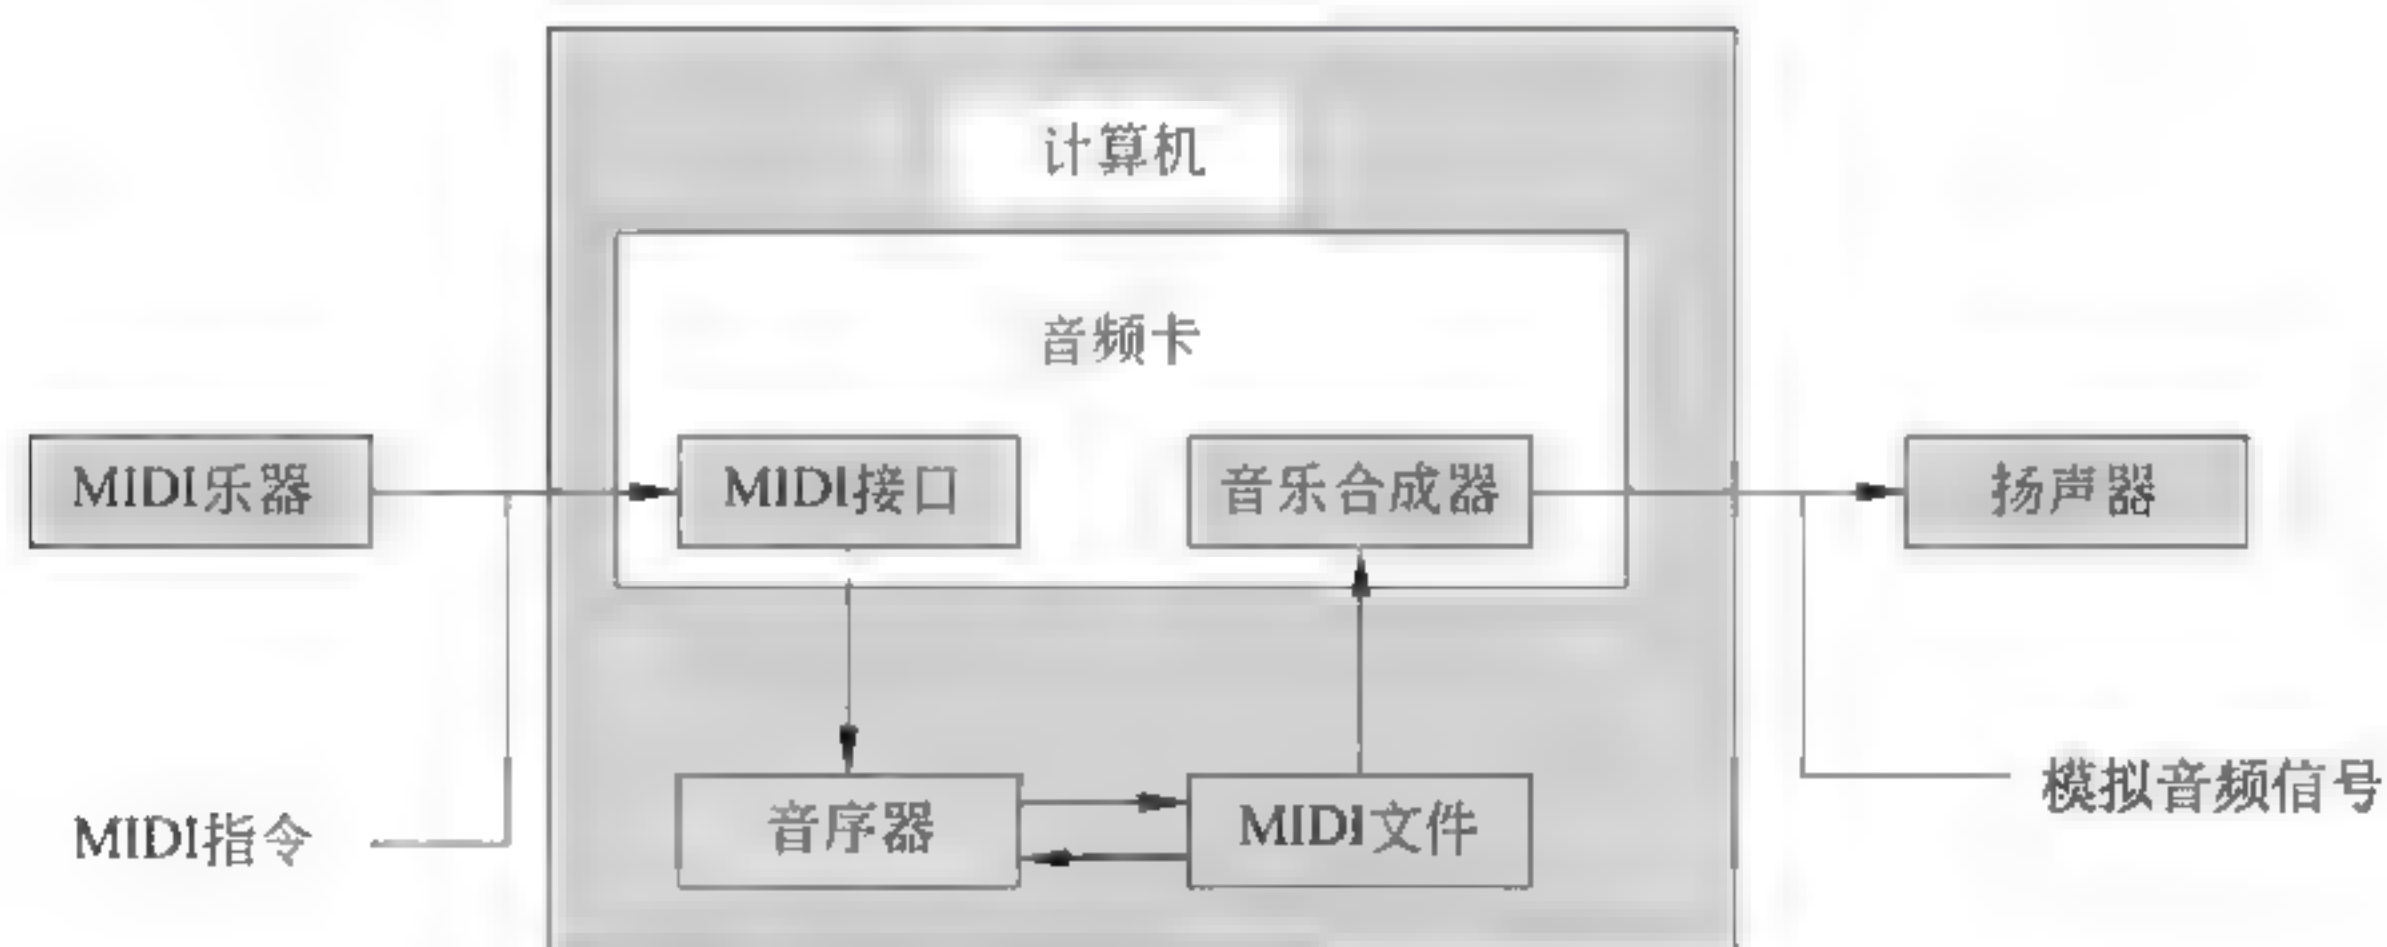 计算机
音频卡
MIDI乐器
MIDI接口
音乐合成器
扬声器
音序器
MIDI文件
MIDI指令
模拟音频信号